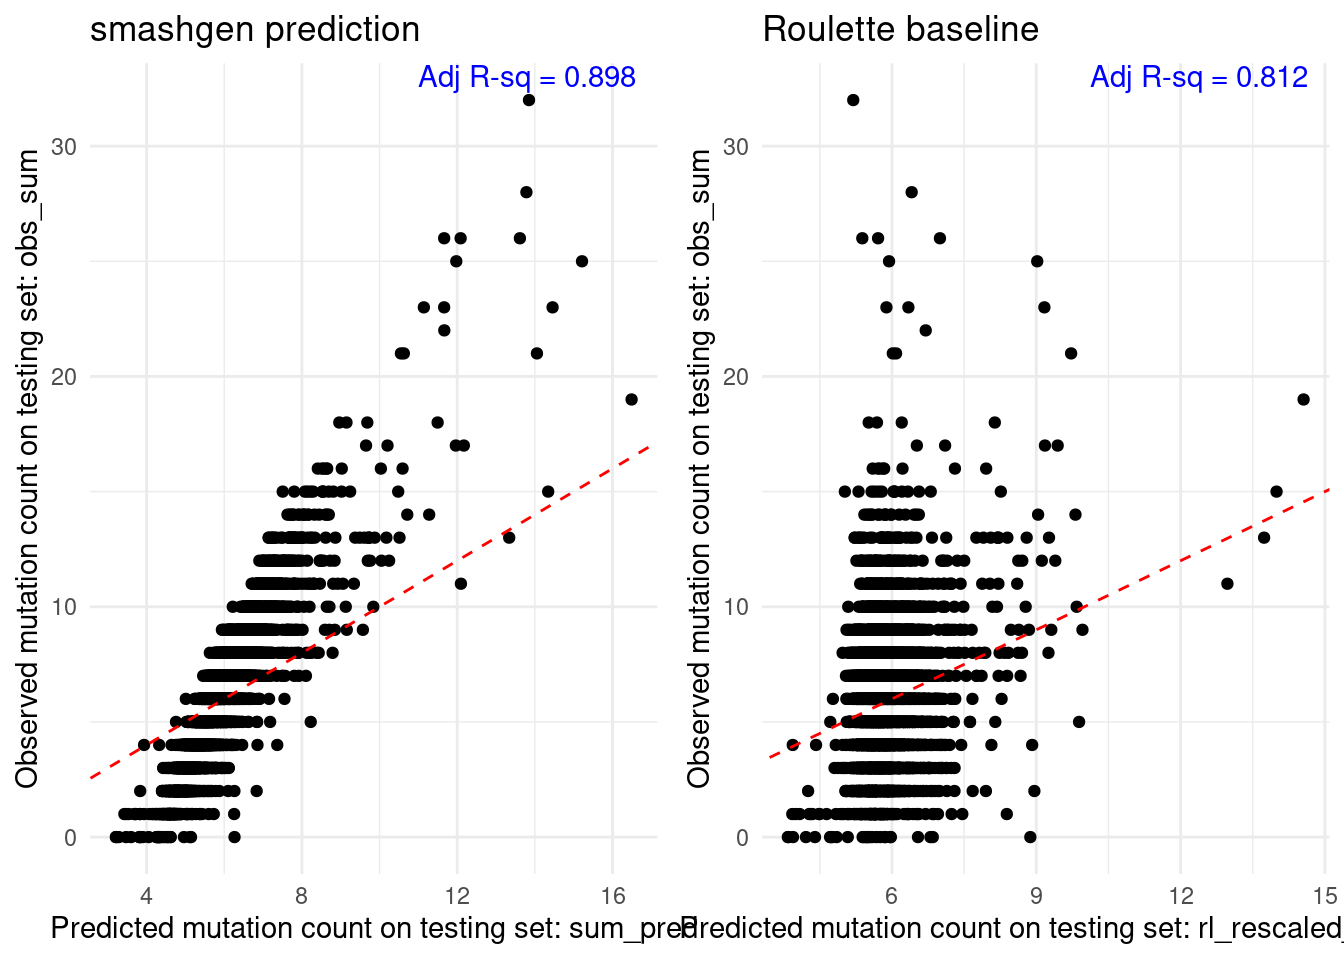 smashgen prediction
Adj R-sq = 0.898
Observed mutation count on testing set: obs_sum
30
20
10
0
4
8
12
16
Predicted mutation count on testing set: sum_pred
Roulette baseline
Adj R-sq = 0.812
Observed mutation count on testing set: obs_sum
30
20
10
0
6
9
12
15
Predicted mutation count on testing set: rl_rescaled_